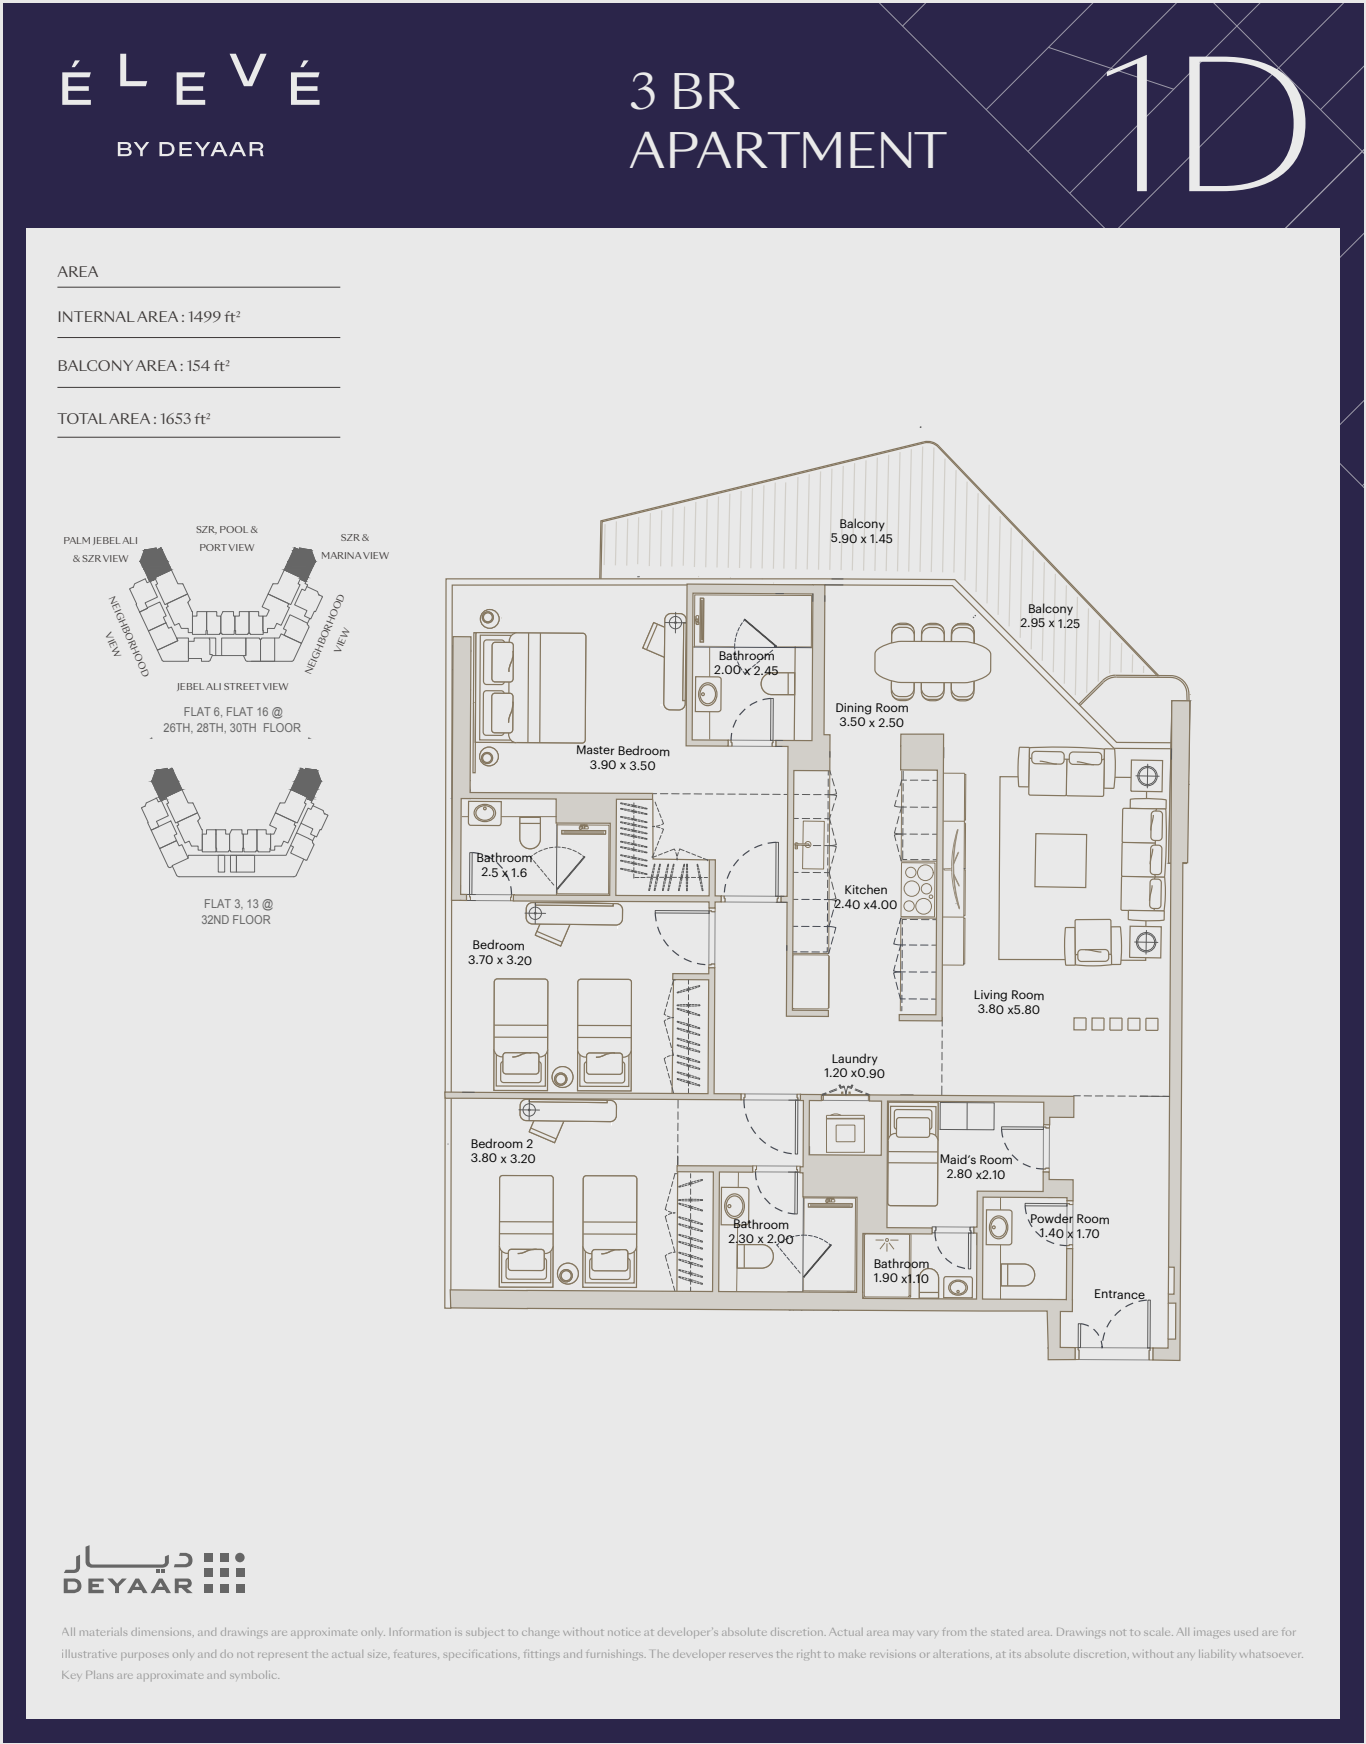 ÉLEVÉ
BY DEYAAR
3 BR
APARTMENT
1D
AREA
INTERNAL AREA : 1499 ft²
BALCONY AREA : 154 ft²
TOTAL AREA : 1653 ft²
PALM JEBEL ALI
& SZR VIEW
SZR, POOL &
PORT VIEW
SZR &
MARINA VIEW
NEIGHBORHOOD
VIEW
NEIGHBORHOOD
VIEW
JEBEL ALI STREET VIEW
FLAT 6, FLAT 16 @
26TH, 28TH, 30TH FLOOR
FLAT 3, 13 @
32ND FLOOR
Balcony
5.90 x 1.45
Balcony
2.95 x 1.25
Bathroom
2.00 x 2.45
Dining Room
3.50 x 2.50
Master Bedroom
3.90 x 3.50
Bathroom
2.5 x 1.6
Kitchen
2.40 x4.00
Bedroom
3.70 x 3.20
Living Room
3.80 x5.80
Laundry
1.20 x0.90
Bedroom 2
3.80 x 3.20
Maid's Room
2.80 x2.10
Bathroom
2.30 x 2.00
Powder Room
1.40 x 1.70
Bathroom
1.90 x1.10
Entrance
ديار
DEYAAR
All materials dimensions, and drawings are approximate only. Information is subject to change without notice at developer's absolute discretion. Actual area may vary from the stated area. Drawings not to scale. All images used are for
illustrative purposes only and do not represent the actual size, features, specifications, fittings and furnishings. The developer reserves the right to make revisions or alterations, at its absolute discretion, without any liability whatsoever.
Key Plans are approximate and symbolic.